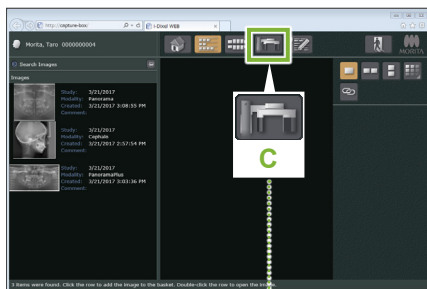 http://capture-box/
i-Dixel WEB
Morita, Taro 0000000004
MORITA
Search Images
Images
Study: 3/21/2017
Modality: Panorama
Created: 3/21/2017 3:08:55 PM
Comment:
Study: 3/21/2017
Modality: Cephalo
Created: 3/21/2017 2:57:54 PM
Comment:
Study: 3/21/2017
Modality: PanoramaPlus
Created: 3/21/2017 3:03:36 PM
Comment:
C
3 items were found. Click the row to add the image to the basket. Double-click the row to open the image.